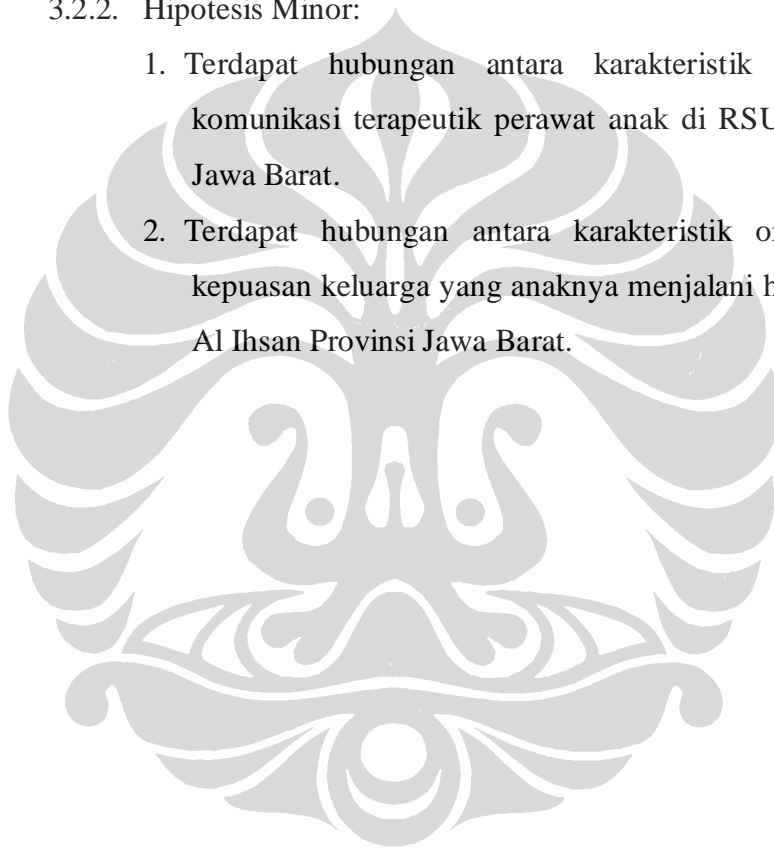 3.2.2. Hipotesis Minor:
1. Terdapat hubungan antara karakteristik
komunikasi terapeutik perawat anak di
Jawa Barat.
2. Terdapat hubungan antara karakteristik
kepuasan keluarga yang anaknya menjalani
Al Ihsan Provinsi Jawa Barat.